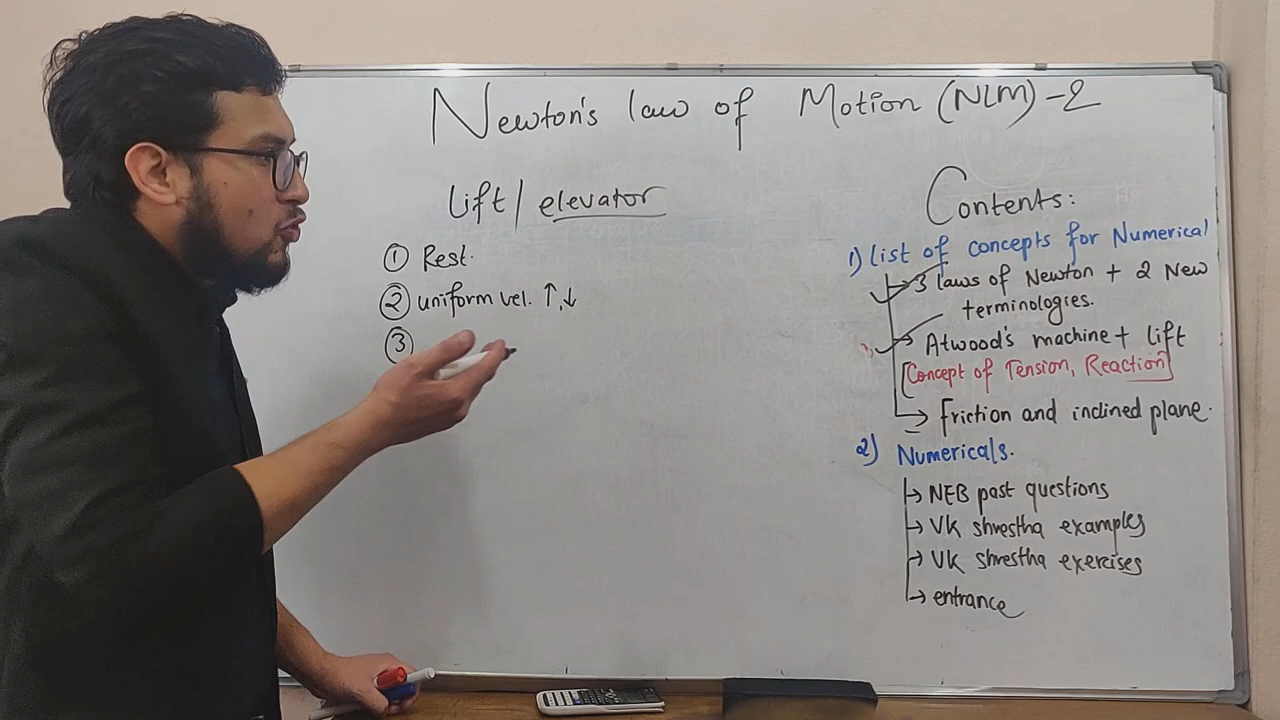 Newton's law of Motion (NLM)-2
Lift / elevator
① Rest.
② uniform vel. ↑,↓
③
Contents:
1) list of concepts for Numerical
→ 3 laws of Newton + 2 New
terminologies.
→ Atwood's machine + lift
[Concept of Tension, Reaction]
→ friction and inclined plane.
2) Numericals.
→ NEB past questions
→ VK shrestha examples
→ VK shrestha exercises
→ entrance